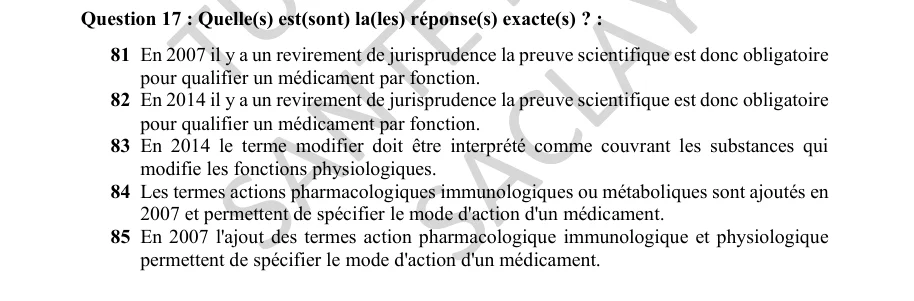 Question 17 : Quelle(s) est(sont) la(les) réponse(s) exacte(s) ? :
81 En 2007 il y a un revirement de jurisprudence la preuve scientifique est donc obligatoire
pour qualifier un médicament par fonction.
82 En 2014 il y a un revirement de jurisprudence la preuve scientifique est donc obligatoire
pour qualifier un médicament par fonction.
83 En 2014 le terme modifier doit être interprété comme couvrant les substances qui
modifie les fonctions physiologiques.
84 Les termes actions pharmacologiques immunologiques ou métaboliques sont ajoutés en
2007 et permettent de spécifier le mode d'action d'un médicament.
85 En 2007 l'ajout des termes action pharmacologique immunologique et physiologique
permettent de spécifier le mode d'action d'un médicament.
SANTE
SACLAY